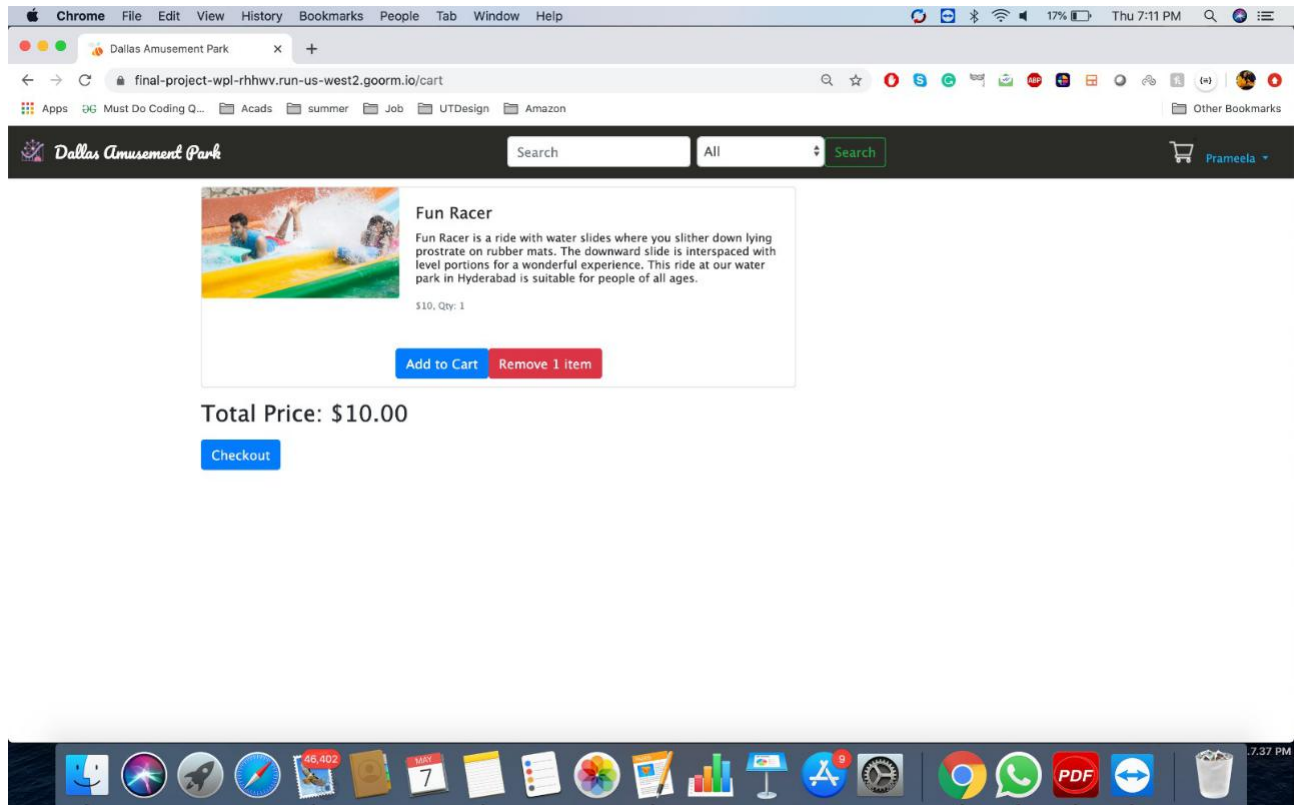 Chrome File Edit View History Bookmarks People Tab Window Help 17% Thu 7:11 PM
Dallas Amusement Park
final-project-wpl-rhhwv.run-us-west2.goorm.io/cart
Apps Must Do Coding Q... Acads summer Job UTDesign Amazon Other Bookmarks
Dallas Amusement Park Search All Search Prameela
Fun Racer
Fun Racer is a ride with water slides where you slither down lying
prostrate on rubber mats. The downward slide is interspaced with
level portions for a wonderful experience. This ride at our water
park in Hyderabad is suitable for people of all ages.
$10, Qty: 1
Add to Cart Remove 1 item
Total Price: $10.00
Checkout
46,402
MAY
7
9
PDF
.7.37 PM